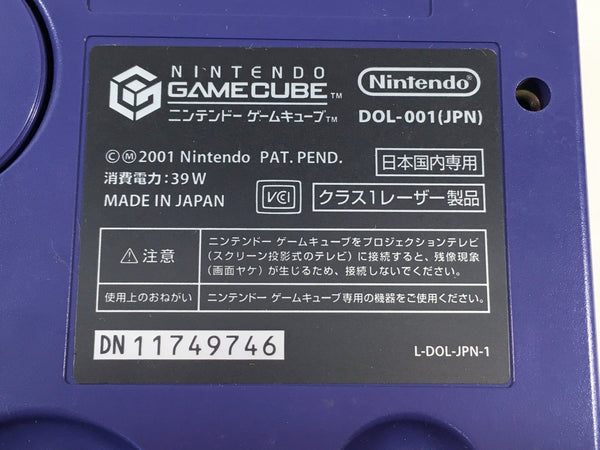 NINTENDO
GAMECUBE™
ニンテンドー ゲームキューブ™
Nintendo®
DOL-001(JPN)
©Ⓜ2001 Nintendo PAT. PEND.
消費電力:39W
MADE IN JAPAN
VCI
日本国内専用
クラス1レーザー製品
⚠注意
ニンテンドー ゲームキューブをプロジェクションテレビ
(スクリーン投影式のテレビ)に接続すると、残像現象
(画面ヤケ)が生じるため、接続しないでください。
使用上のおねがい
ニンテンドー ゲームキューブ専用の機器をご使用ください。
DN 11749746
L-DOL-JPN-1